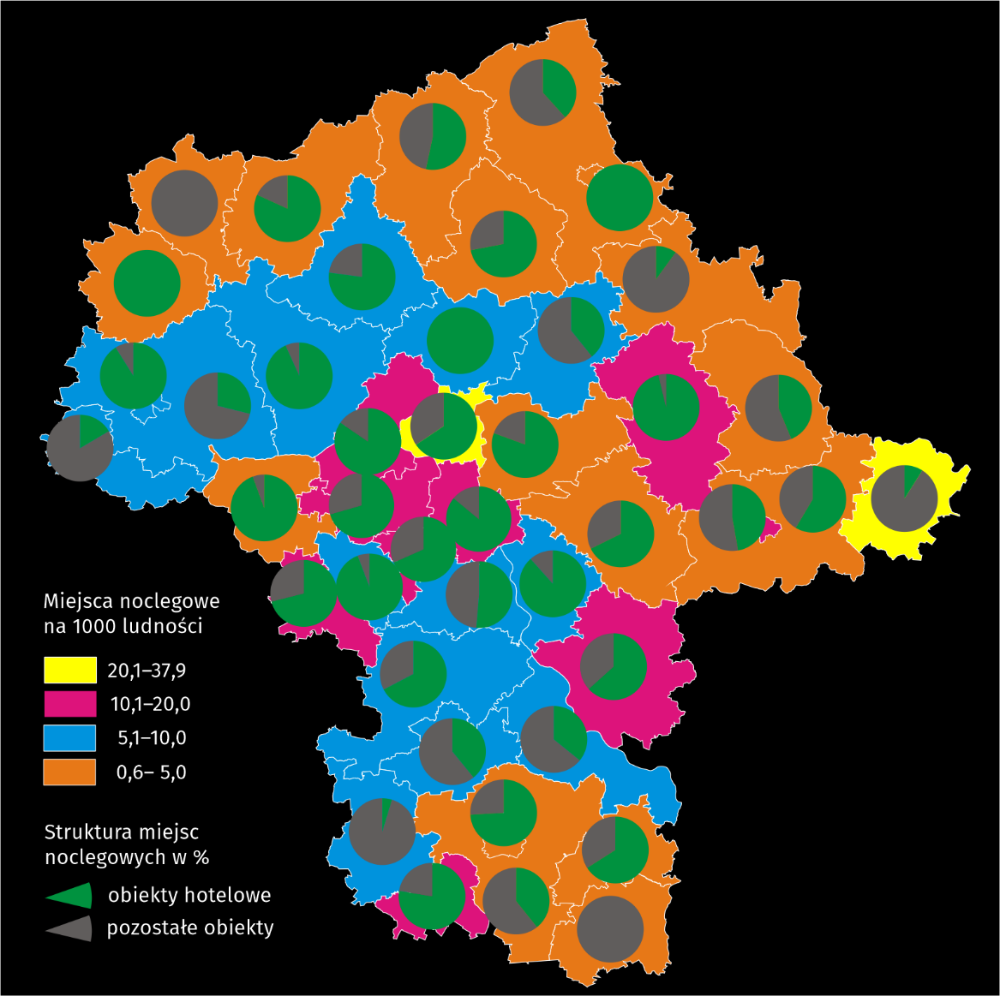 Miejsca noclegowe
na 1000 ludności
20,1–37,9
10,1–20,0
5,1–10,0
0,6– 5,0
Struktura miejsc
noclegowych w %
obiekty hotelowe
pozostałe obiekty